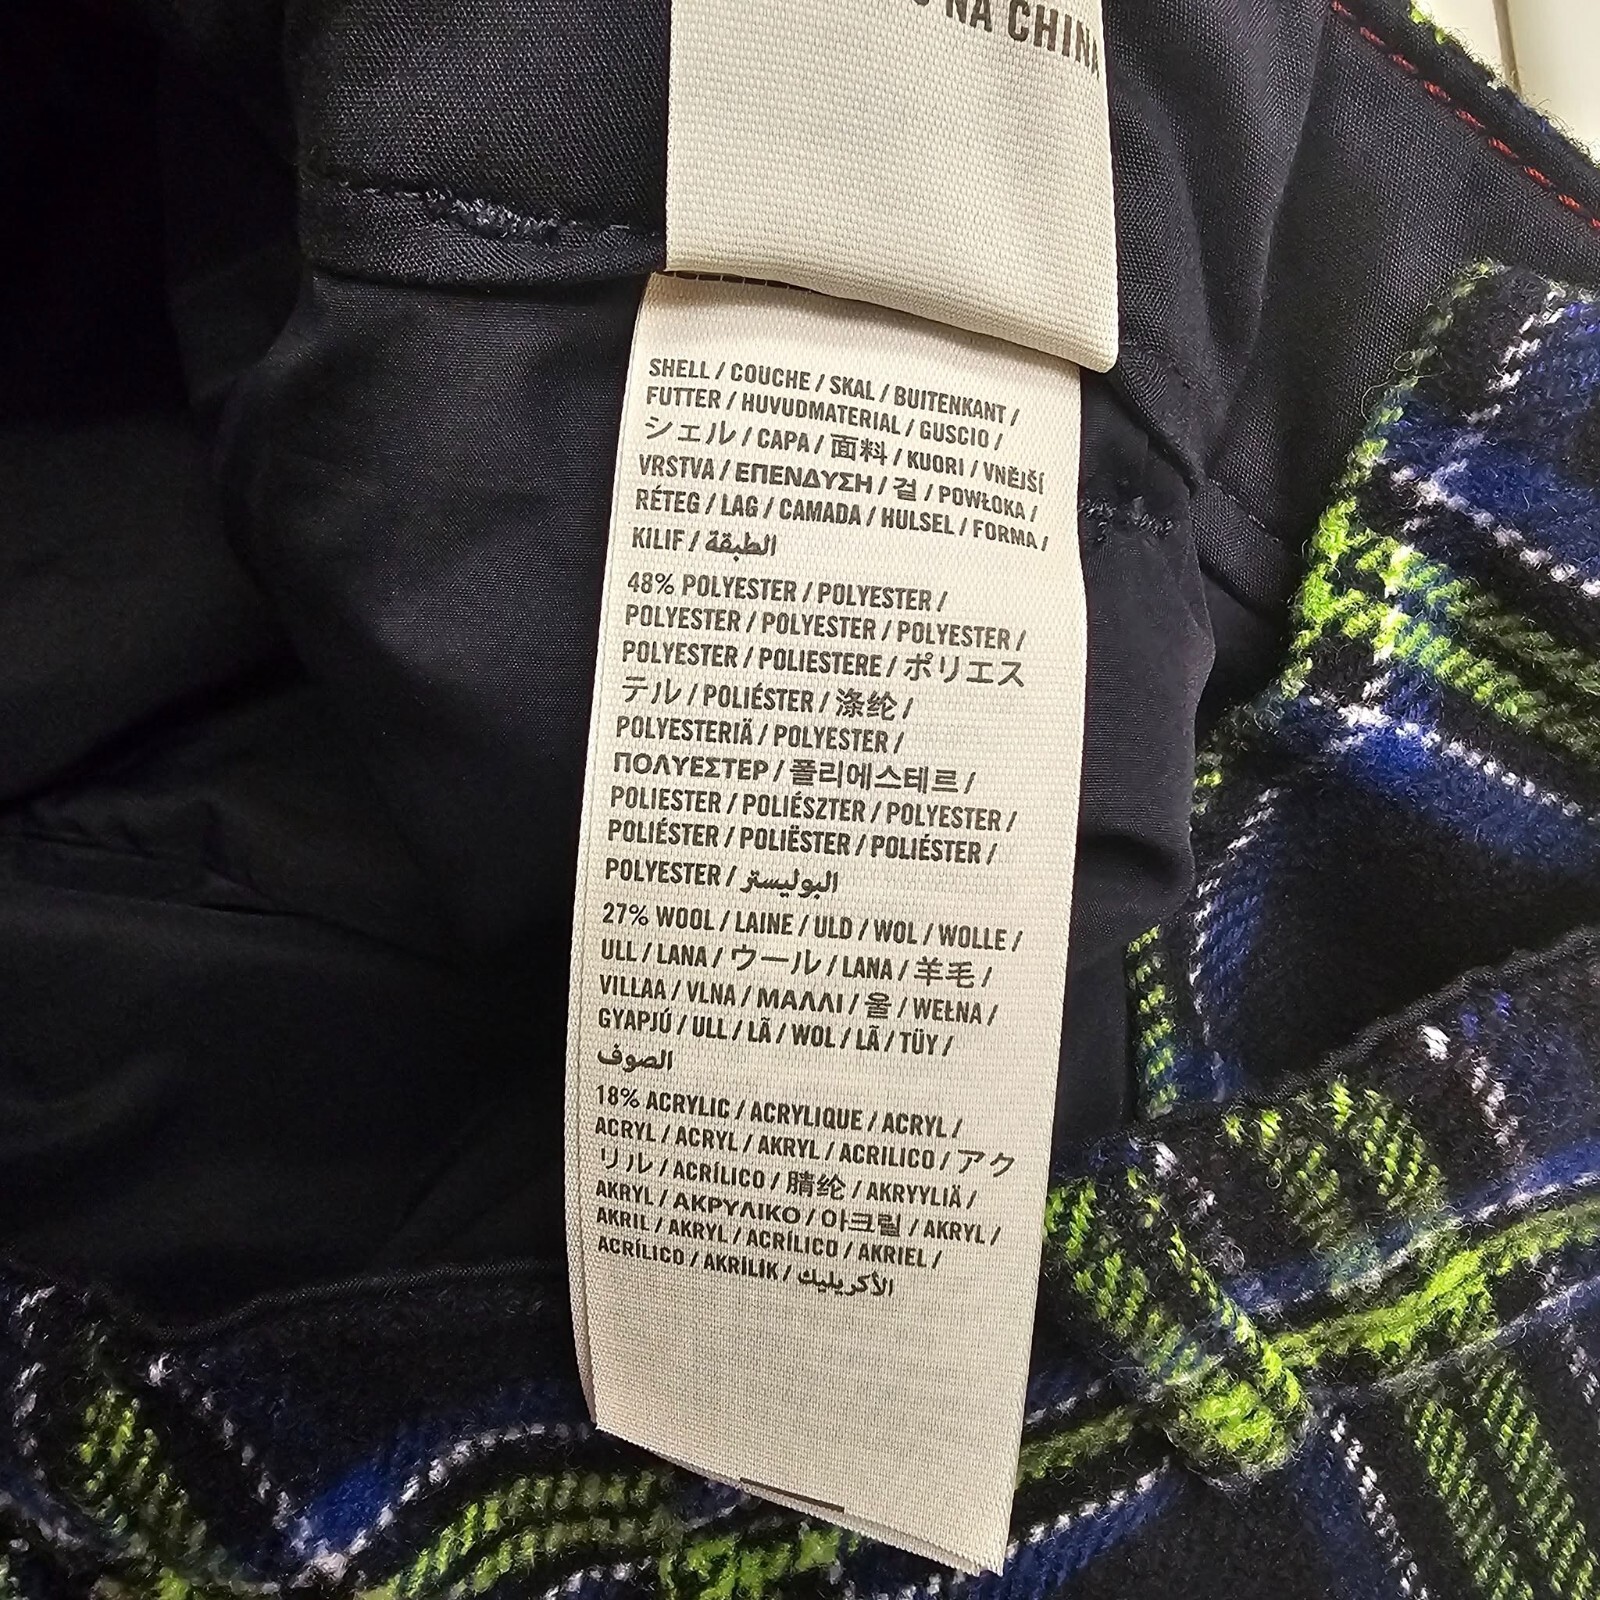 NA CHINA
SHELL / COUCHE / SKAL / BUITENKANT /
FUTTER / HUVUDMATERIAL / GUSCIO /
シェル / CAPA / 面料 / KUORI / VNĚJŠÍ
VRSTVA / ΕΠΕΝΔΥΣΗ / 겉 / POWŁOKA /
RÉTEG / LAG / CAMADA / HULSEL / FORMA /
KILIF / الطبقة
48% POLYESTER / POLYESTER /
POLYESTER / POLYESTER / POLYESTER /
POLYESTER / POLIESTERE / ポリエス
テル / POLIÉSTER / 涤纶 /
POLYESTERIÄ / POLYESTER /
ΠΟΛΥΕΣΤΕΡ / 폴리에스테르 /
POLIESTER / POLIÉSZTER / POLYESTER /
POLIÉSTER / POLIËSTER / POLIÉSTER /
POLYESTER / البوليستر
27% WOOL / LAINE / ULD / WOL / WOLLE /
ULL / LANA / ウール / LANA / 羊毛 /
VILLAA / VLNA / ΜΑΛΛΙ / 울 / WEŁNA /
GYAPJÚ / ULL / LÃ / WOL / LÃ / TÜY /
الصوف
18% ACRYLIC / ACRYLIQUE / ACRYL /
ACRYL / ACRYL / AKRYL / ACRILICO / アク
リル / ACRÍLICO / 腈纶 / AKRYYLIÄ /
AKRYL / ΑΚΡΥΛΙΚΟ / 아크릴 / AKRYL /
AKRIL / AKRYL / ACRÍLICO / AKRIEL /
ACRÍLICO / AKRİLİK / الأكريليك